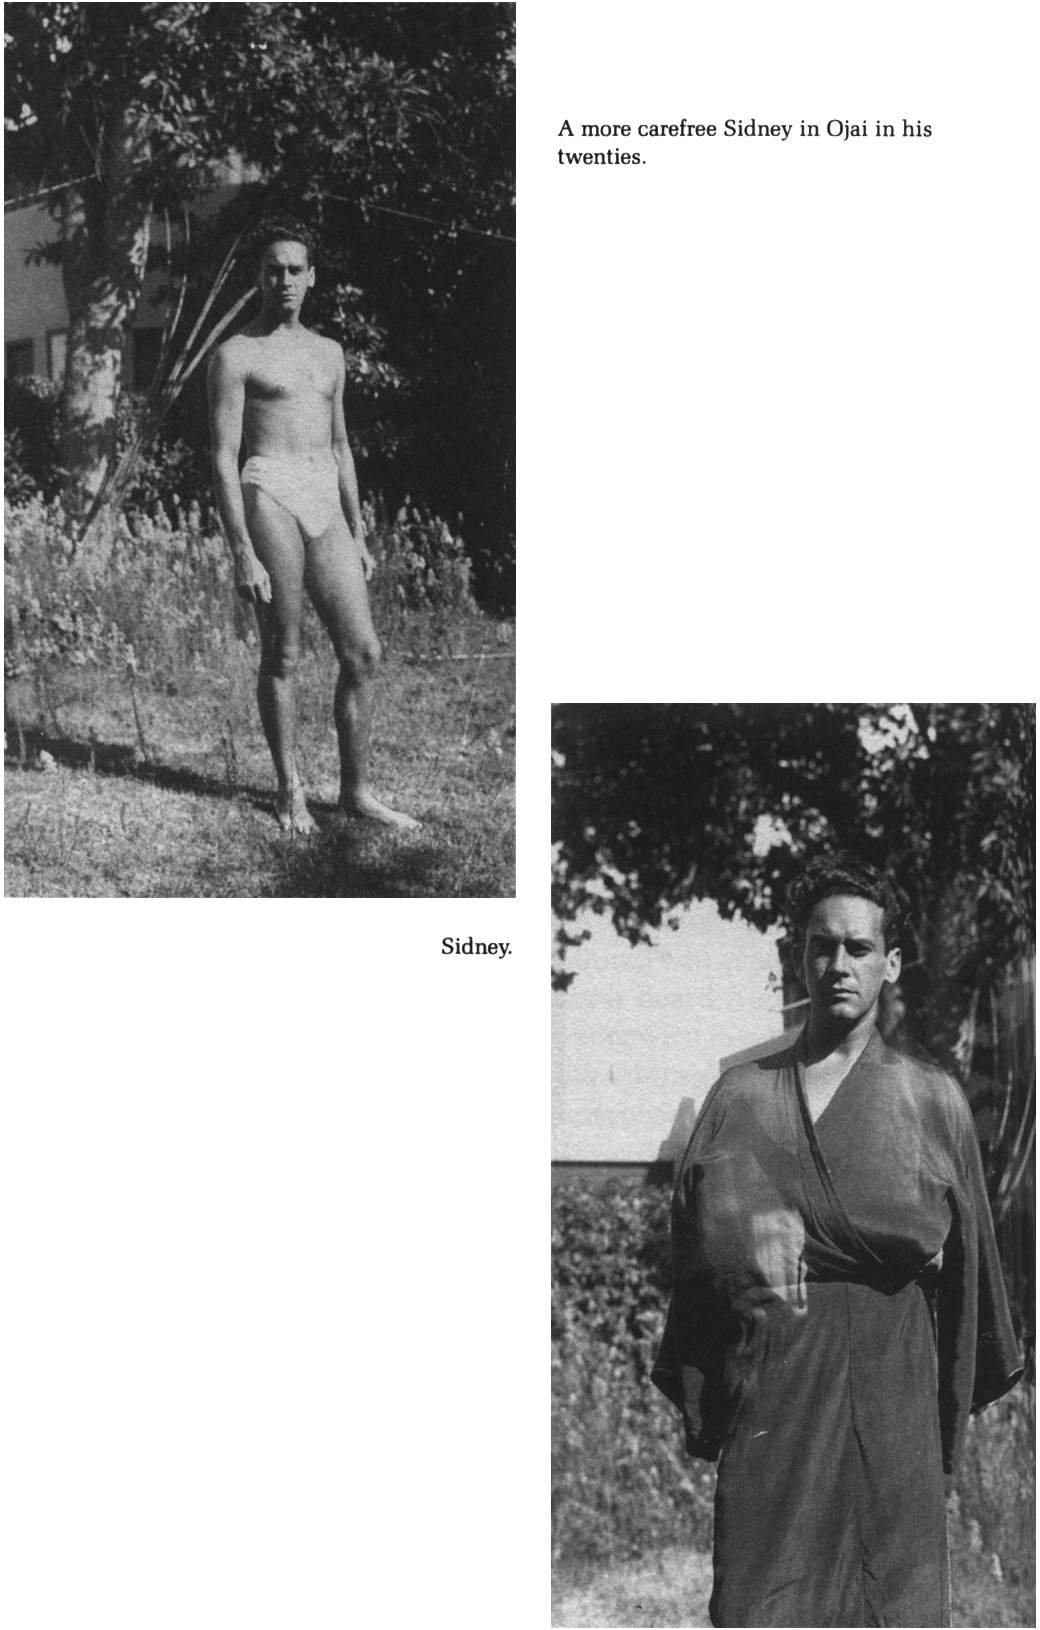 A more carefree Sidney in Ojai in his
twenties.
Sidney.